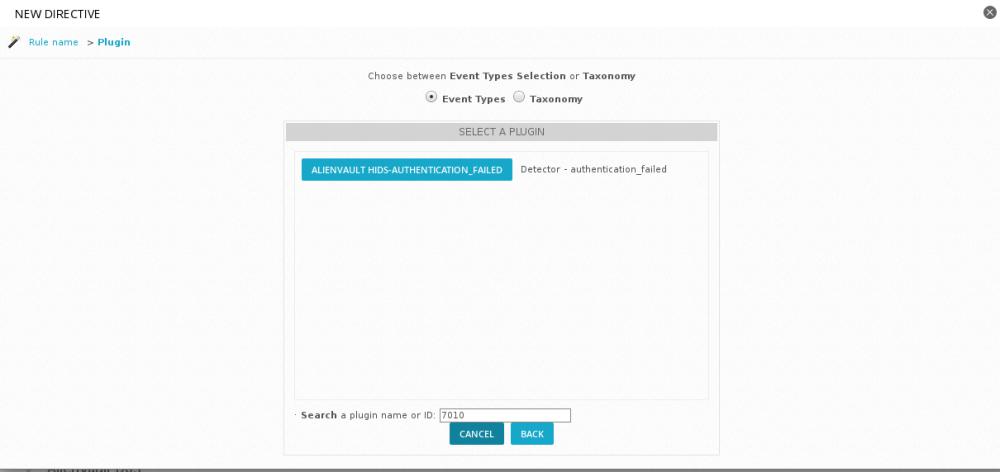 NEW DIRECTIVE
Rule name > Plugin
Choose between Event Types Selection or Taxonomy
Event Types Taxonomy
SELECT A PLUGIN
ALIENVAULT HIDS-AUTHENTICATION_FAILED Detector - authentication_failed
· Search a plugin name or ID: 7010
CANCEL BACK